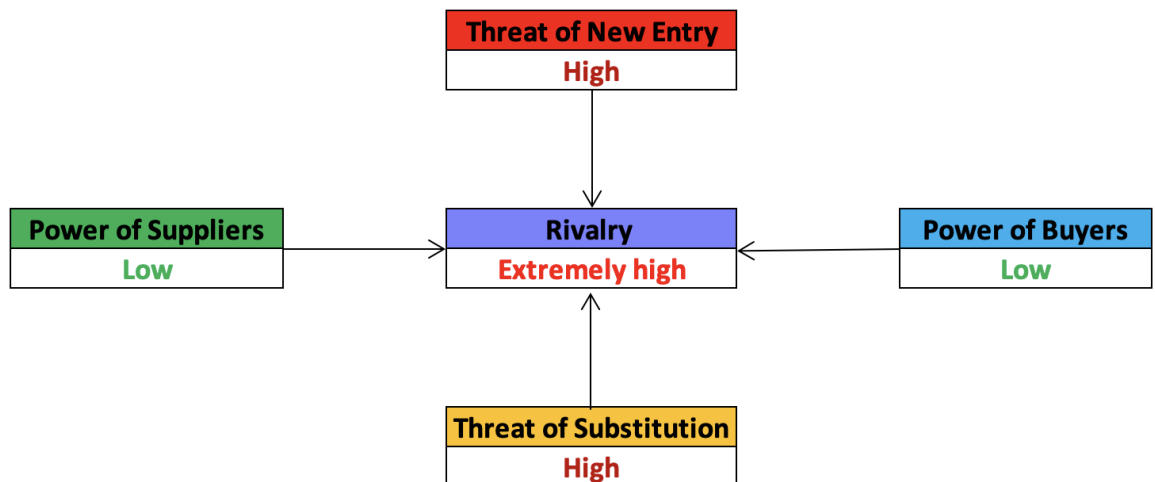 Threat of New Entry
High
Power of Suppliers
Low
Rivalry
Extremely high
Power of Buyers
Low
Threat of Substitution
High